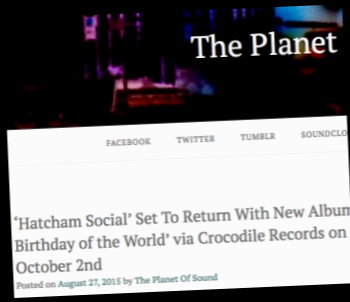 The Planet
FACEBOOK TWITTER TUMBLR SOUNDCLO
‘Hatcham Social’ Set To Return With New Album
Birthday of the World’ via Crocodile Records on
October 2nd
Posted on August 27, 2015 by The Planet Of Sound